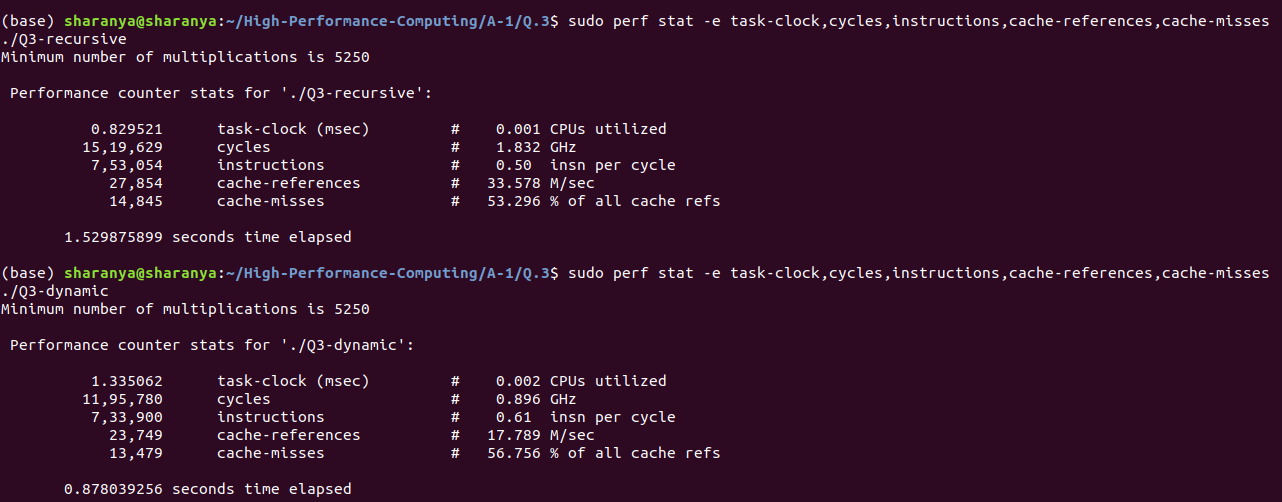 (base) sharanya@sharanya:~/High-Performance-Computing/A-1/Q.3$ sudo perf stat -e task-clock,cycles,instructions,cache-references,cache-misses
./Q3-recursive
Minimum number of multiplications is 5250
Performance counter stats for './Q3-recursive':
0.829521 task-clock (msec) # 0.001 CPUs utilized
15,19,629 cycles # 1.832 GHz
7,53,054 instructions # 0.50 insn per cycle
27,854 cache-references # 33.578 M/sec
14,845 cache-misses # 53.296 % of all cache refs
1.529875899 seconds time elapsed
(base) sharanya@sharanya:~/High-Performance-Computing/A-1/Q.3$ sudo perf stat -e task-clock,cycles,instructions,cache-references,cache-misses
./Q3-dynamic
Minimum number of multiplications is 5250
Performance counter stats for './Q3-dynamic':
1.335062 task-clock (msec) # 0.002 CPUs utilized
11,95,780 cycles # 0.896 GHz
7,33,900 instructions # 0.61 insn per cycle
23,749 cache-references # 17.789 M/sec
13,479 cache-misses # 56.756 % of all cache refs
0.878039256 seconds time elapsed